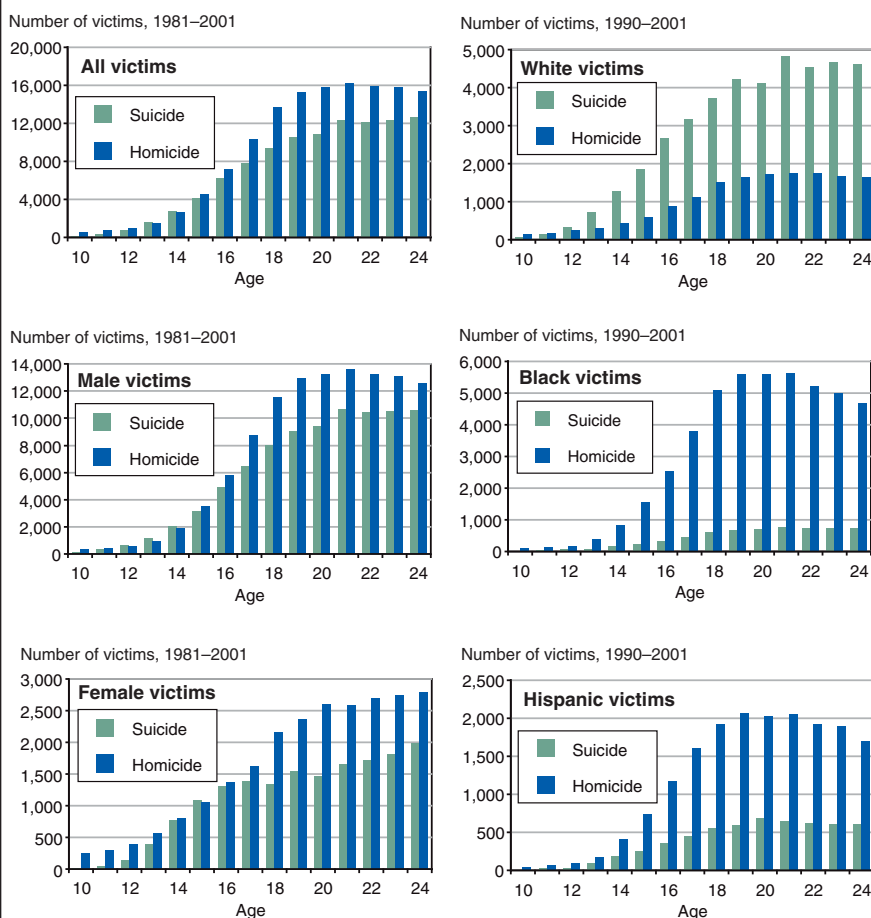 Number of victims, 1981–2001
20,000
16,000
12,000
8,000
4,000
0
All victims
Suicide
Homicide
10 12 14 16 18 20 22 24
Age
Number of victims, 1990–2001
5,000
4,000
3,000
2,000
1,000
0
White victims
Suicide
Homicide
10 12 14 16 18 20 22 24
Age
Number of victims, 1981–2001
14,000
12,000
10,000
8,000
6,000
4,000
2,000
0
Male victims
Suicide
Homicide
10 12 14 16 18 20 22 24
Age
Number of victims, 1990–2001
6,000
5,000
4,000
3,000
2,000
1,000
0
Black victims
Suicide
Homicide
10 12 14 16 18 20 22 24
Age
Number of victims, 1981–2001
3,000
2,500
2,000
1,500
1,000
500
0
Female victims
Suicide
Homicide
10 12 14 16 18 20 22 24
Age
Number of victims, 1990–2001
2,500
2,000
1,500
1,000
500
0
Hispanic victims
Suicide
Homicide
10 12 14 16 18 20 22 24
Age